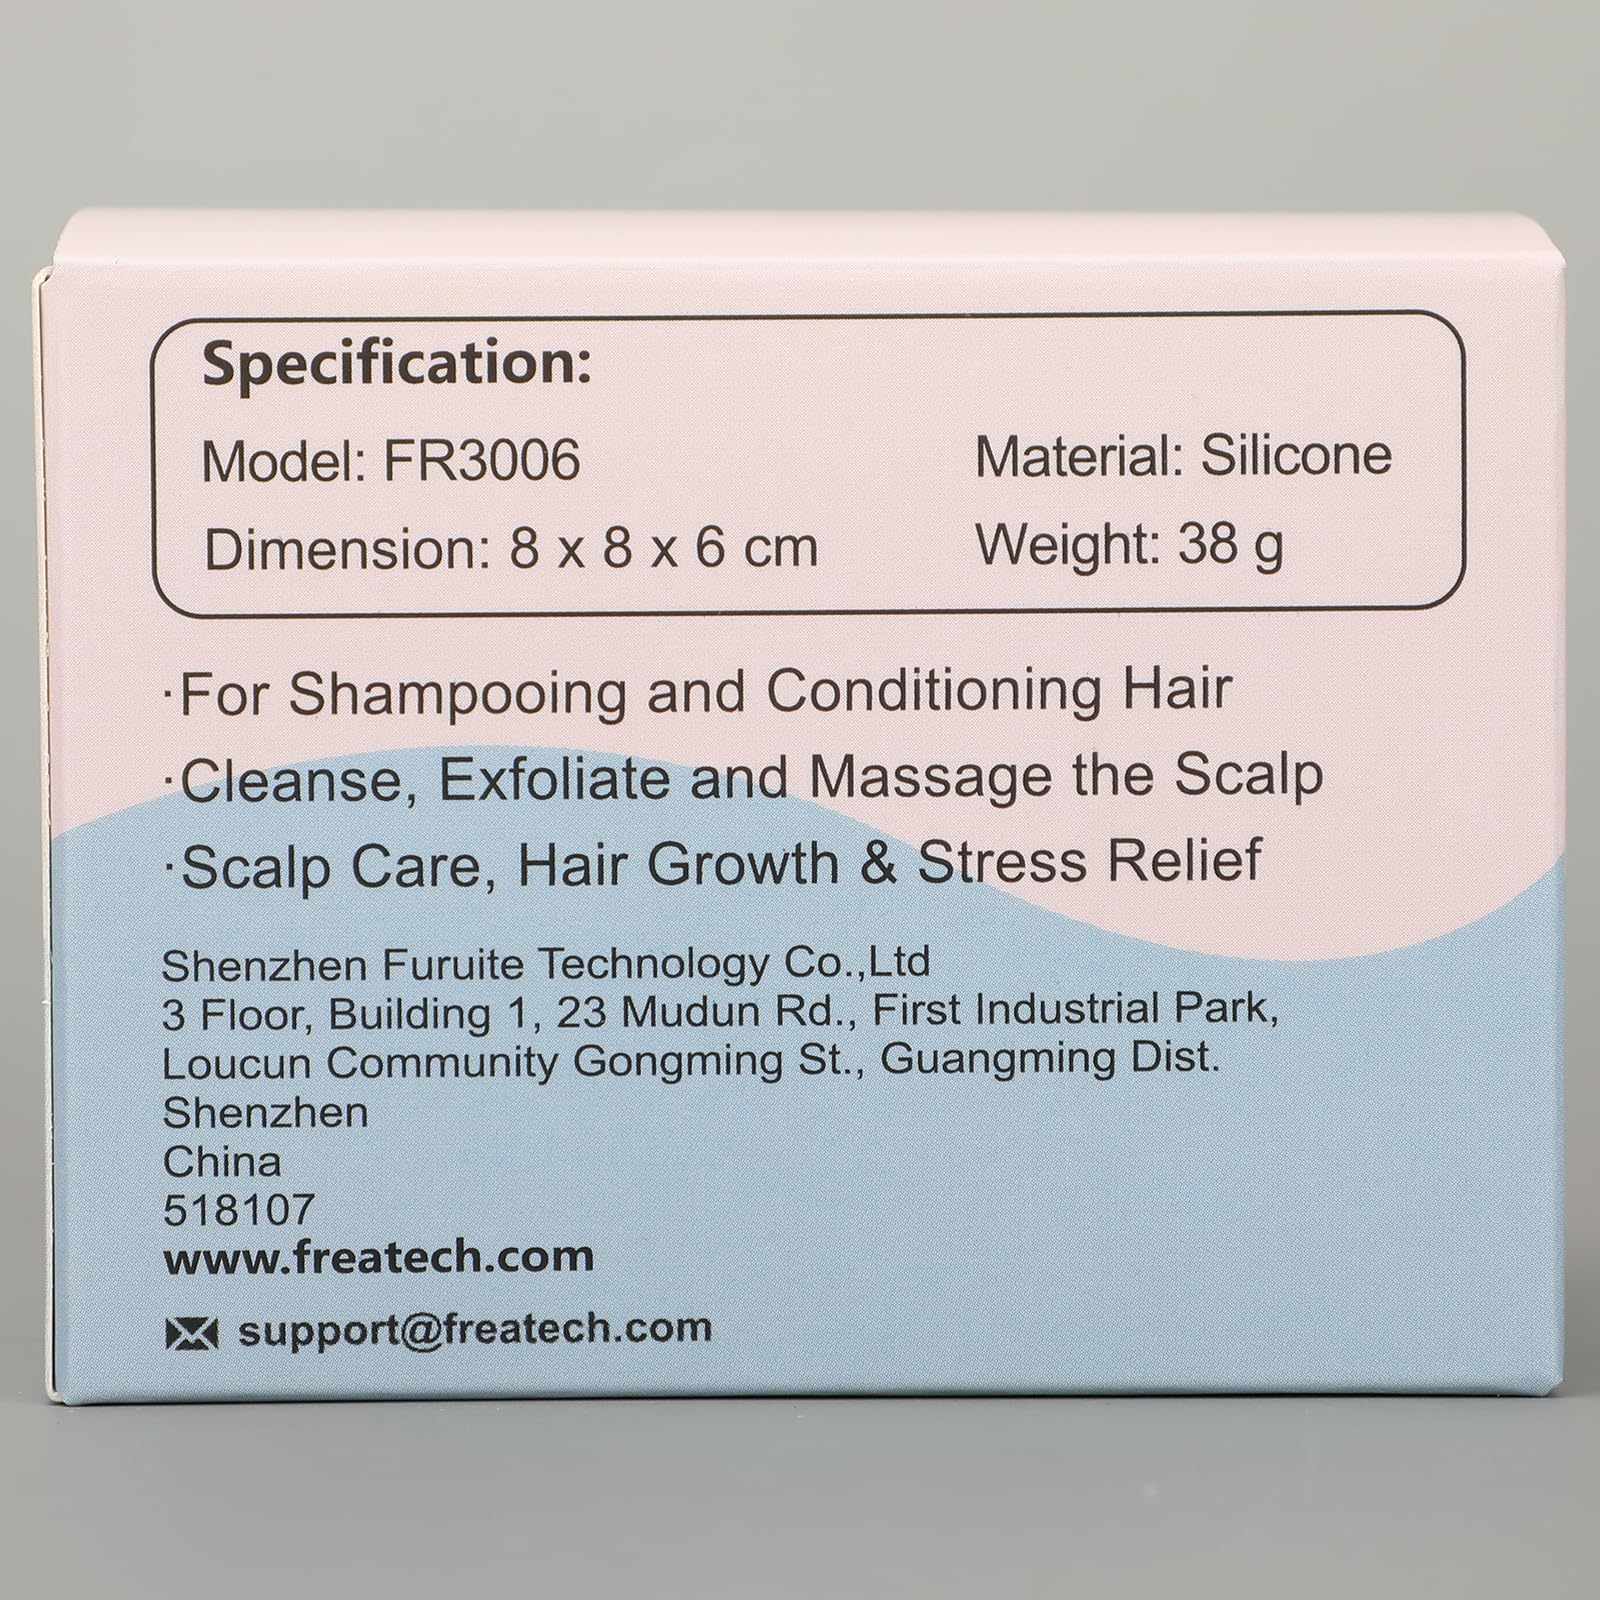 Specification:
Model: FR3006
Material: Silicone
Dimension: 8 x 8 x 6 cm
Weight: 38 g
·For Shampooing and Conditioning Hair
·Cleanse, Exfoliate and Massage the Scalp
·Scalp Care, Hair Growth & Stress Relief
Shenzhen Furuite Technology Co.,Ltd
3 Floor, Building 1, 23 Mudun Rd., First Industrial Park,
Loucun Community Gongming St., Guangming Dist.
Shenzhen
China
518107
www.freatech.com
support@freatech.com